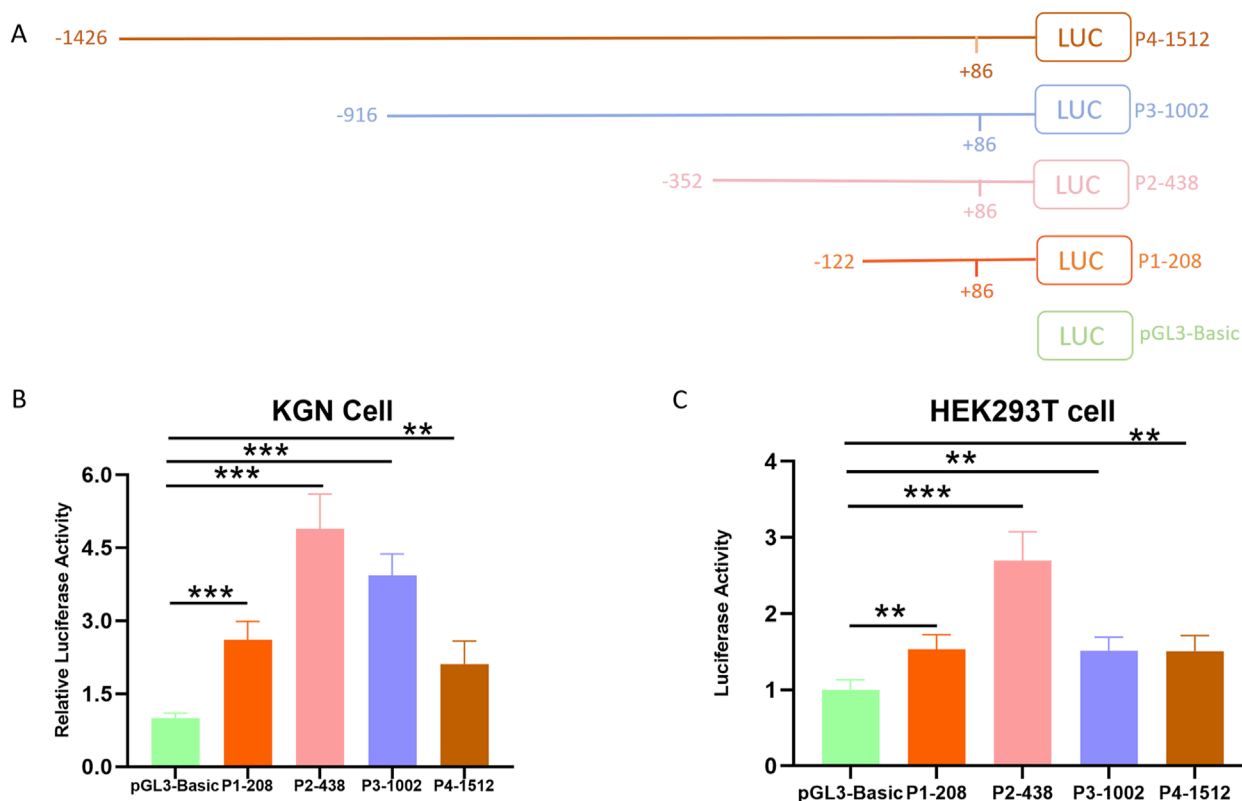 A
-1426 LUC P4-1512
+86
-916 LUC P3-1002
+86
-352 LUC P2-438
+86
-122 LUC P1-208
+86
LUC pGL3-Basic
B
KGN Cell
**
***
***
***
Relative Luciferase Activity
6.0
4.5
3.0
1.5
0.0
pGL3-Basic P1-208 P2-438 P3-1002 P4-1512
C
HEK293T cell
**
**
***
**
Luciferase Activity
4
3
2
1
0
pGL3-Basic P1-208 P2-438 P3-1002 P4-1512